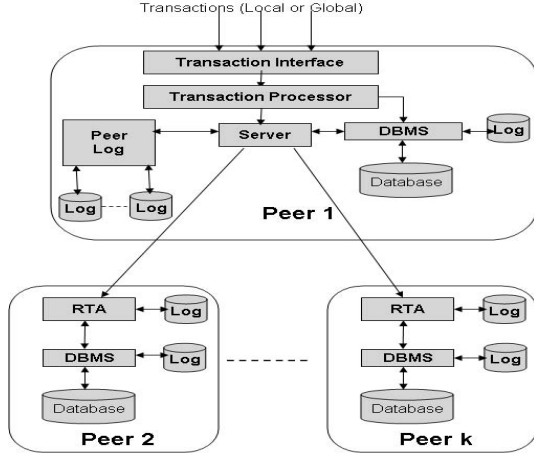 Transactions (Local or Global)
Transaction Interface
Transaction Processor
Peer
Log
Server
DBMS
Log
Database
Log
Log
Peer 1
RTA
Log
DBMS
Log
Database
Peer 2
RTA
Log
DBMS
Log
Database
Peer k